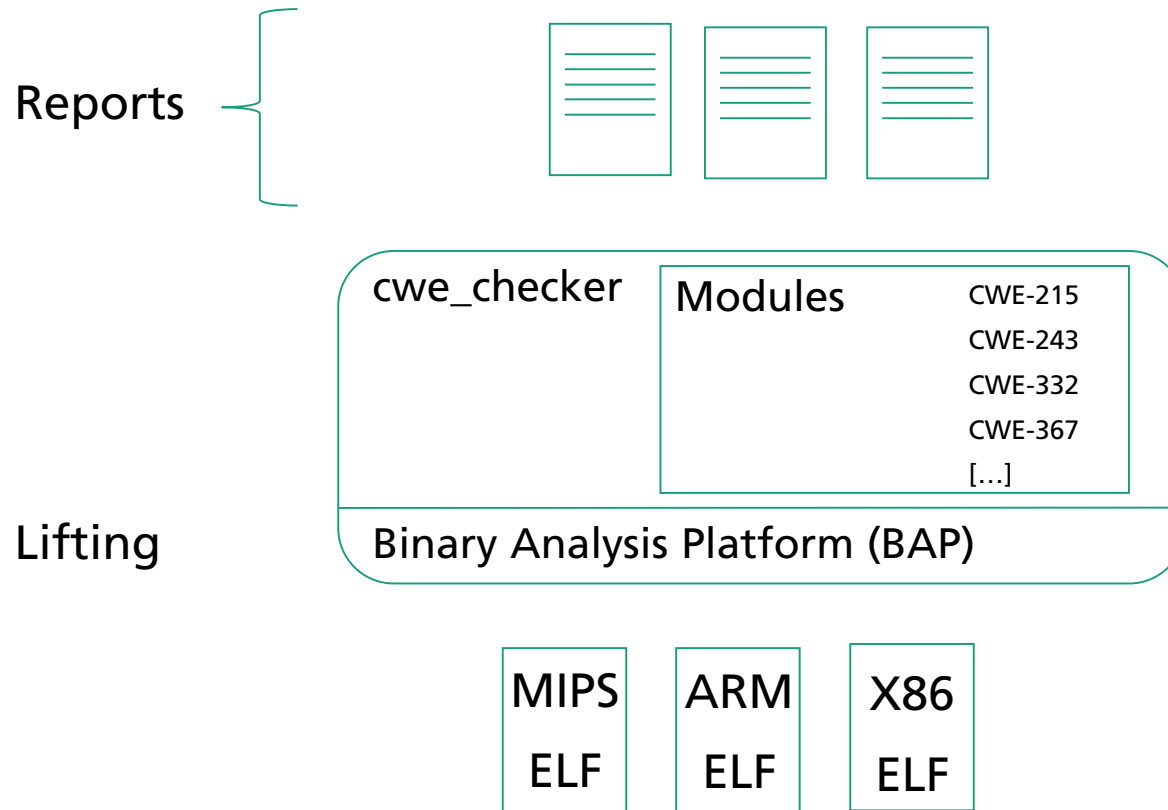 Reports
cwe_checker
Modules
CWE-215
CWE-243
CWE-332
CWE-367
[…]
Lifting
Binary Analysis Platform (BAP)
MIPS
ELF
ARM
ELF
X86
ELF